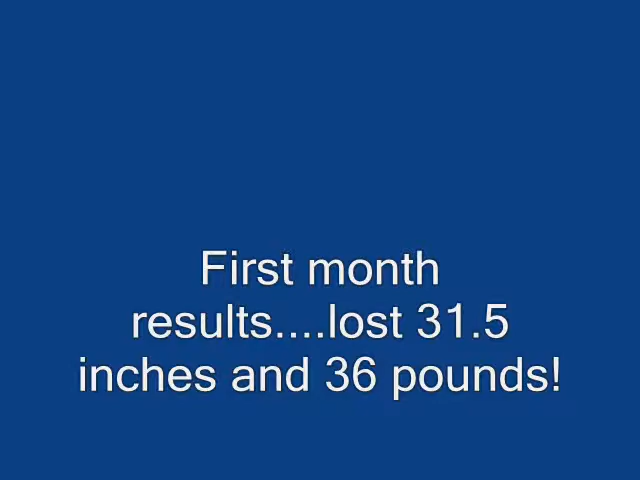 First month
results....lost 31.5
inches and 36 pounds!